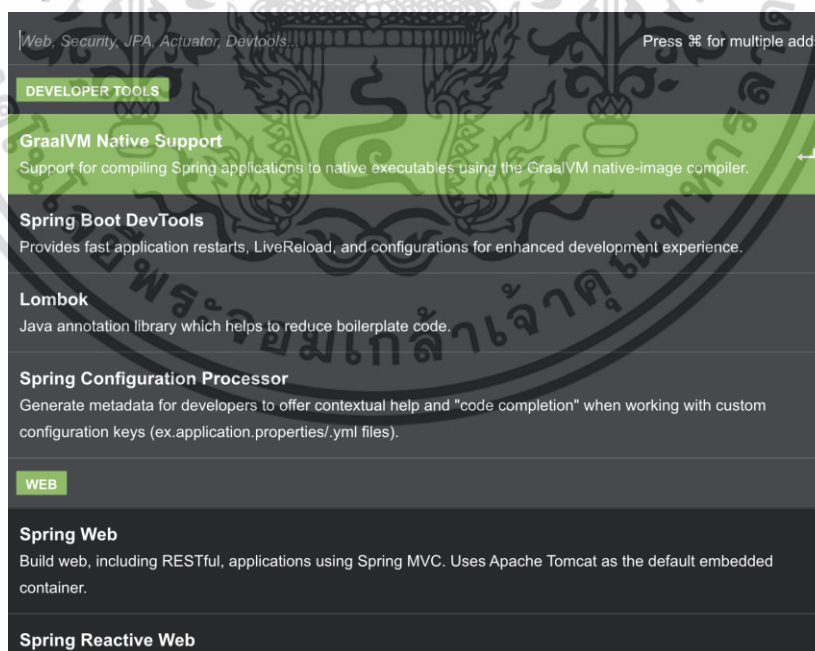 Web, Security, JPA, Actuator, Devtools...
Press ⌘ for multiple adds
DEVELOPER TOOLS
GraalVM Native Support
Support for compiling Spring applications to native executables using the GraalVM native-image compiler.
Spring Boot DevTools
Provides fast application restarts, LiveReload, and configurations for enhanced development experience.
Lombok
Java annotation library which helps to reduce boilerplate code.
Spring Configuration Processor
Generate metadata for developers to offer contextual help and "code completion" when working with custom
configuration keys (ex.application.properties/.yml files).
WEB
Spring Web
Build web, including RESTful, applications using Spring MVC. Uses Apache Tomcat as the default embedded
container.
Spring Reactive Web